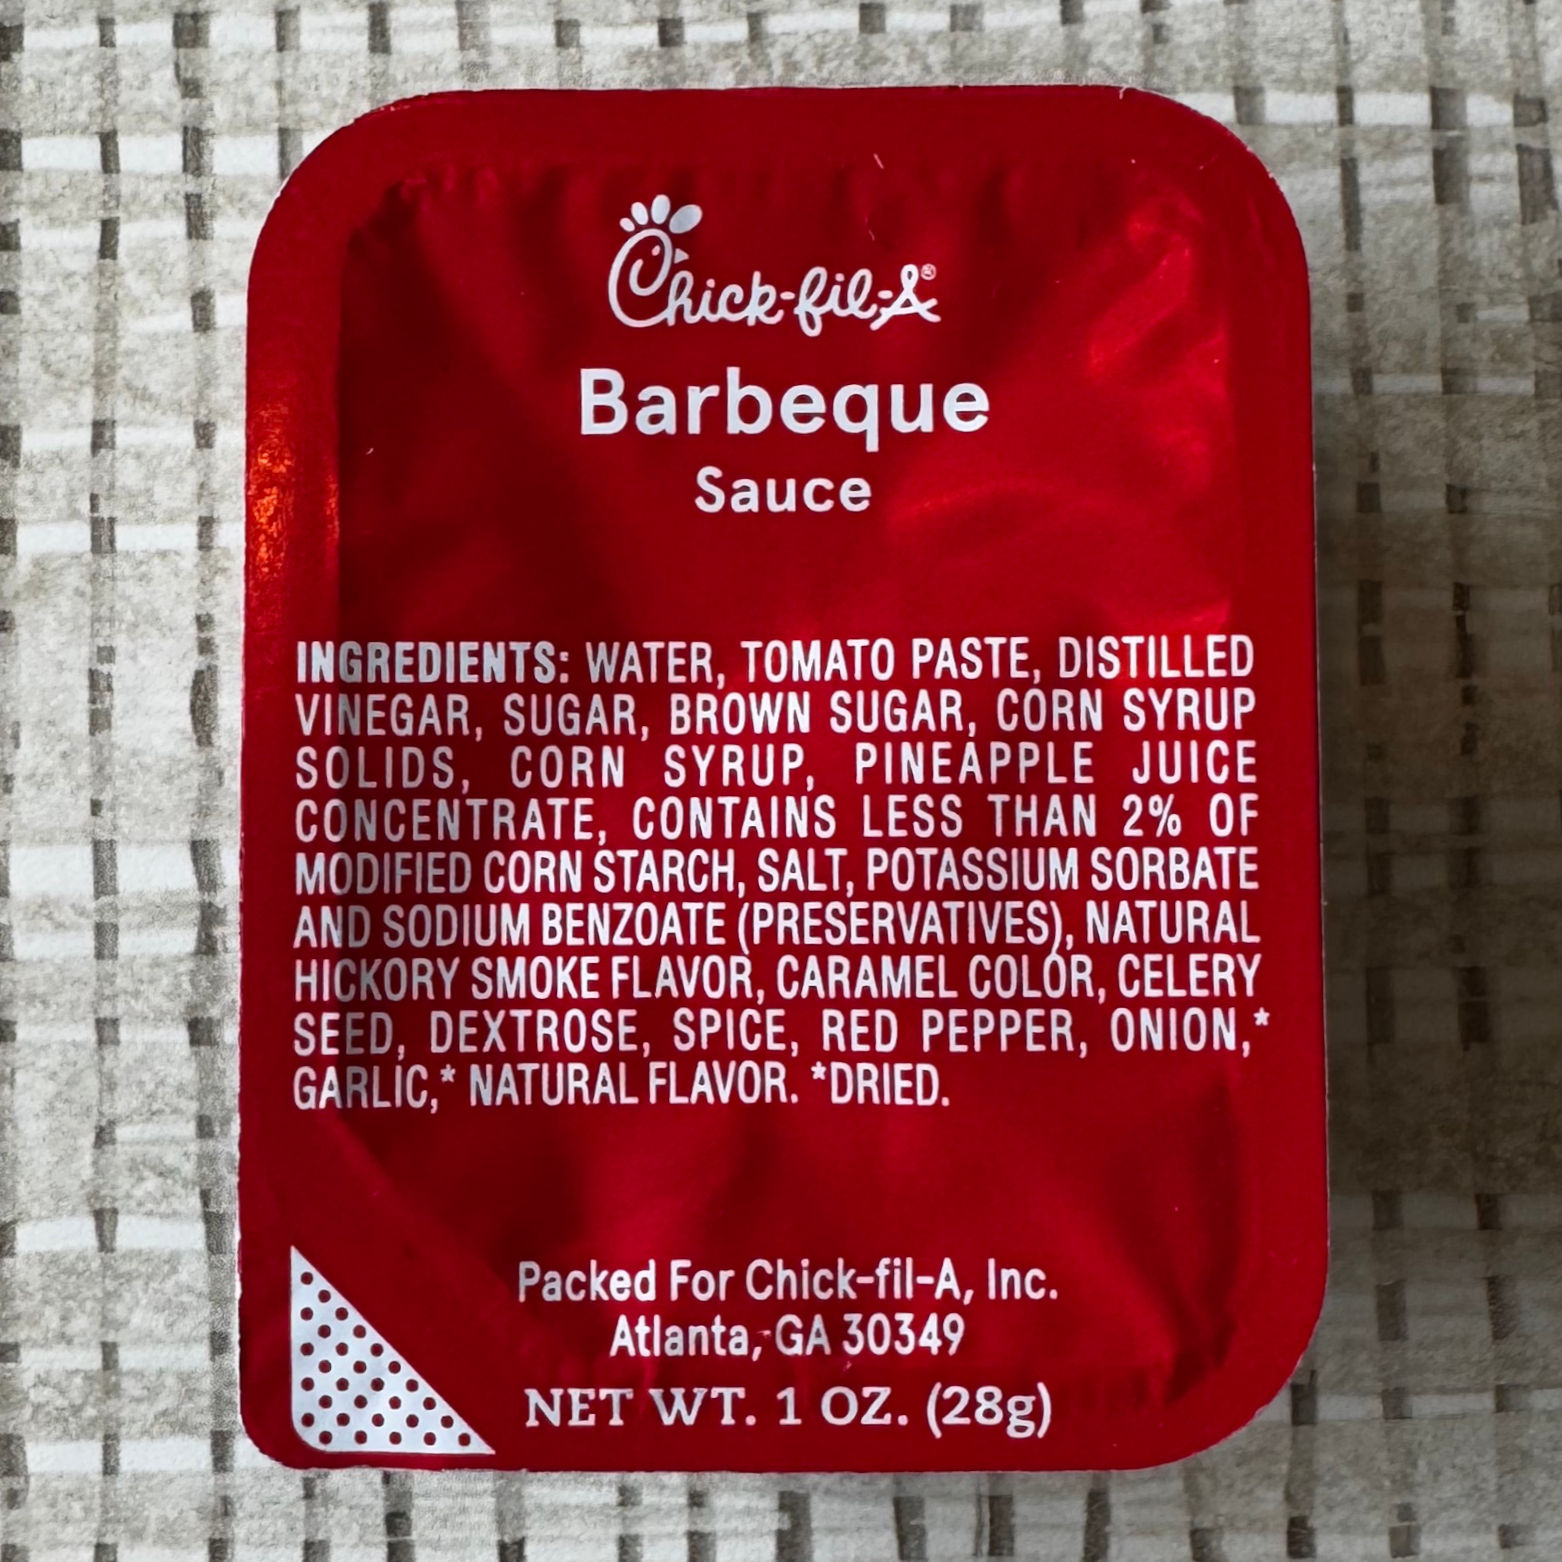 Chick-fil-A®
Barbeque
Sauce
INGREDIENTS: WATER, TOMATO PASTE, DISTILLED
VINEGAR, SUGAR, BROWN SUGAR, CORN SYRUP
SOLIDS, CORN SYRUP, PINEAPPLE JUICE
CONCENTRATE, CONTAINS LESS THAN 2% OF
MODIFIED CORN STARCH, SALT, POTASSIUM SORBATE
AND SODIUM BENZOATE (PRESERVATIVES), NATURAL
HICKORY SMOKE FLAVOR, CARAMEL COLOR, CELERY
SEED, DEXTROSE, SPICE, RED PEPPER, ONION,*
GARLIC,* NATURAL FLAVOR. *DRIED.
Packed For Chick-fil-A, Inc.
Atlanta, GA 30349
NET WT. 1 OZ. (28g)